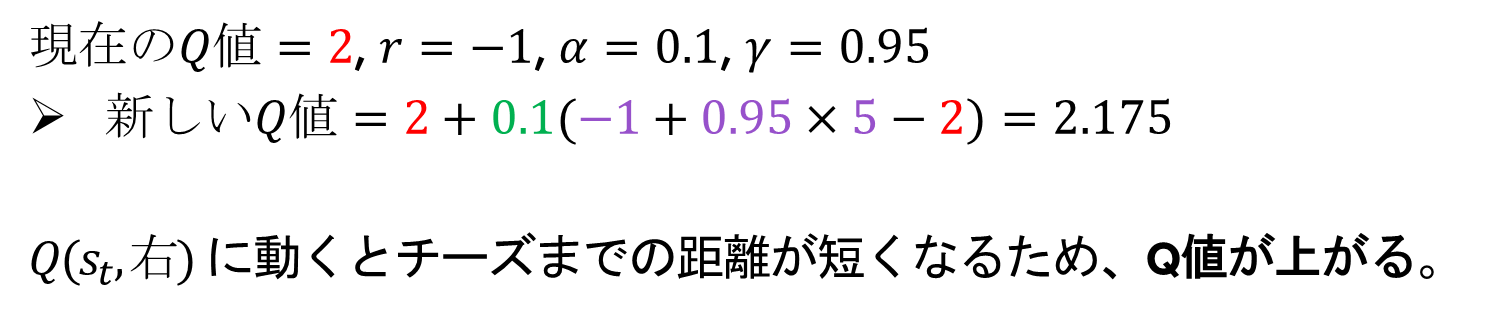 現在のQ値 = 2, r = −1, α = 0.1, γ = 0.95
➢ 新しいQ値 = 2 + 0.1(−1 + 0.95 × 5 − 2) = 2.175
Q(sₜ, 右) に動くとチーズまでの距離が短くなるため、Q値が上がる。